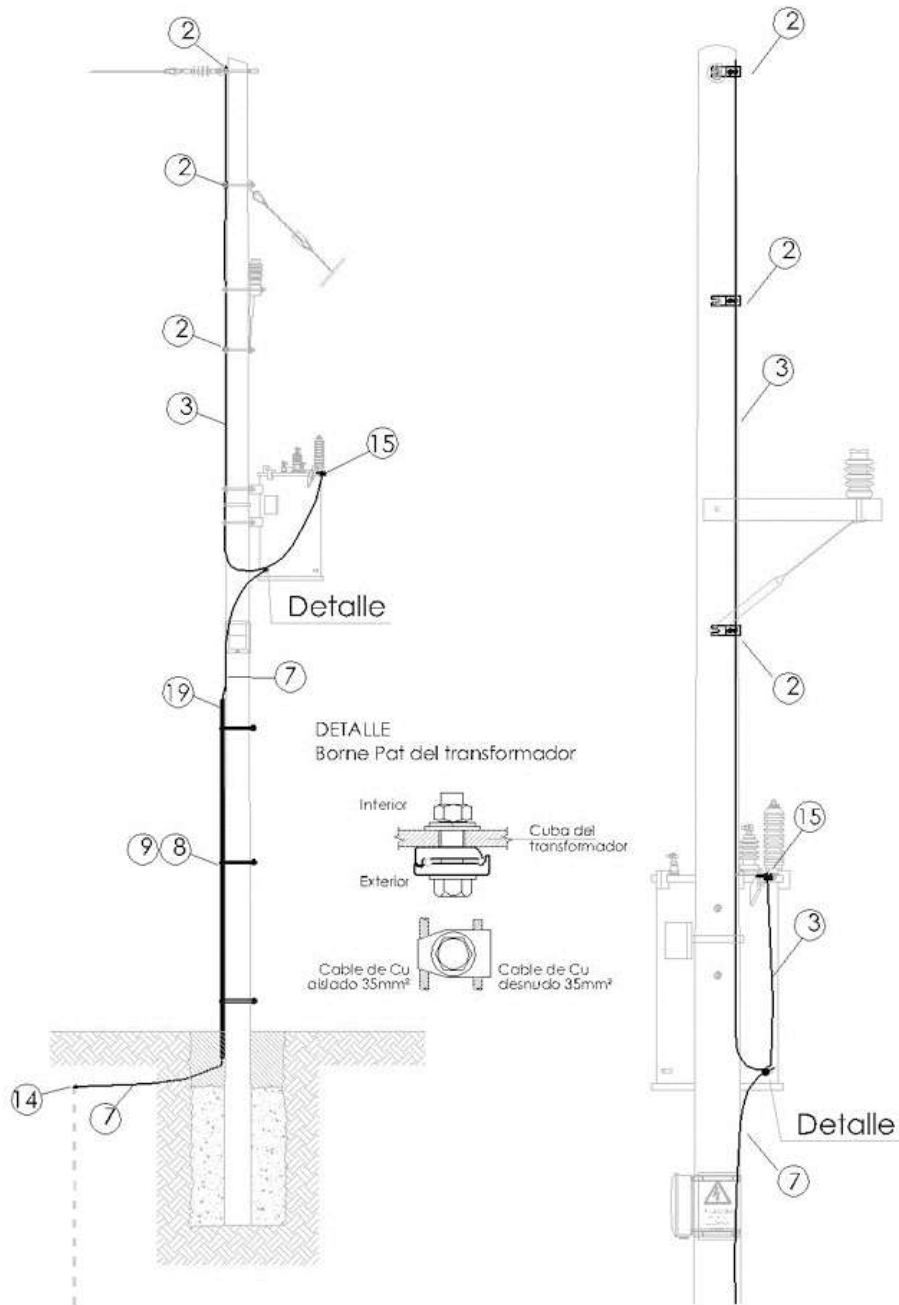 2
2
2
3
15
Detalle
7
19
9 8
14
7
DETALLE
Borne Pat del transformador
Interior
Cuba del
transformador
Exterior
Cable de Cu
aislado 35mm²
Cable de Cu
desnudo 35mm²
2
2
3
2
15
3
Detalle
7